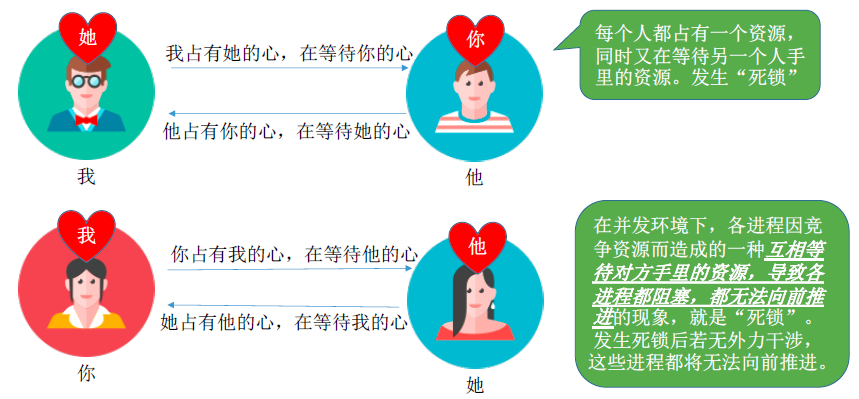 她
我占有她的心，在等待你的心
他占有你的心，在等待她的心
我
你
他
每个人都占有一个资源，
同时又在等待另一个人手
里的资源。发生“死锁”
我
你占有我的心，在等待他的心
她占有他的心，在等待我的心
你
他
她
在并发环境下，各进程因竞
争资源而造成的一种互相等
待对方手里的资源，导致各
进程都阻塞，都无法向前推
进的现象，就是“死锁”。
发生死锁后若无外力干涉，
这些进程都将无法向前推进。